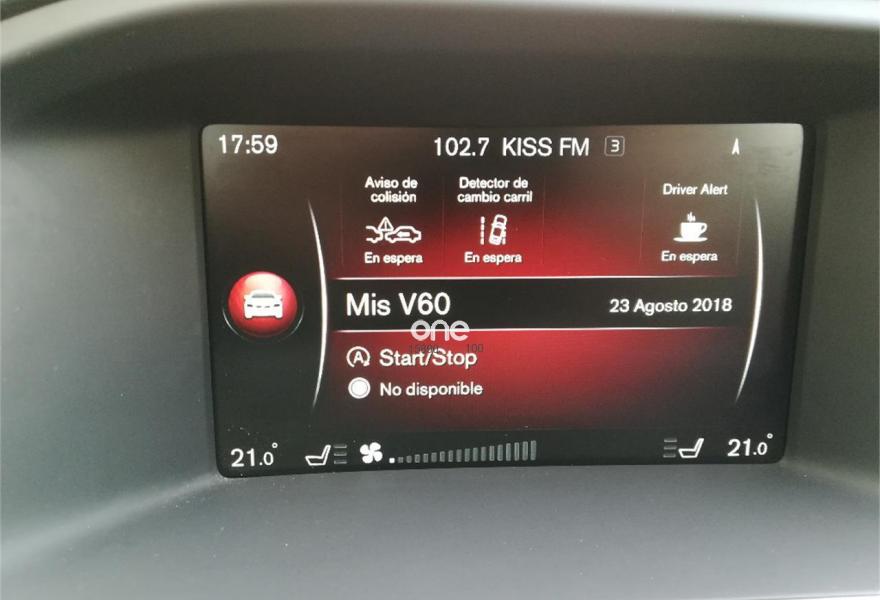 17:59
102.7 KISS FM 3
Aviso de
colisión
Detector de
cambio carril
Driver Alert
En espera
En espera
En espera
Mis V60
23 Agosto 2018
one
100
Start/Stop
No disponible
21.0°
21.0°